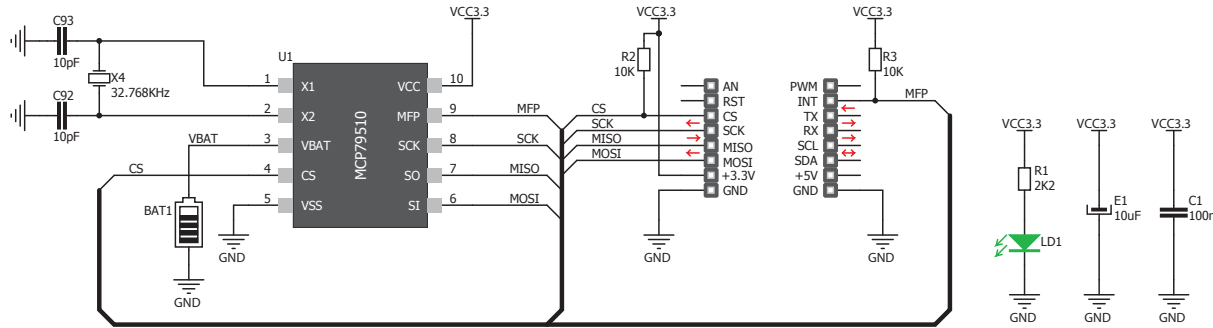 C93
10pF
X4
32.768KHz
C92
10pF
U1
MCP79510
1 X1
2 X2
3 VBAT
4 CS
5 VSS
VCC 10
MFP 9
SCK 8
SO 7
SI 6
VBAT
CS
BAT1
GND
GND
VCC3.3
MFP
SCK
MISO
MOSI
CS
SCK
MISO
MOSI
VCC3.3
R2
10K
AN
RST
CS
SCK
MISO
MOSI
+3.3V
GND
GND
VCC3.3
R3
10K
MFP
PWM
INT
TX
RX
SCL
SDA
+5V
GND
GND
VCC3.3
R1
2K2
LD1
GND
VCC3.3
E1
10uF
GND
VCC3.3
C1
100n
GND